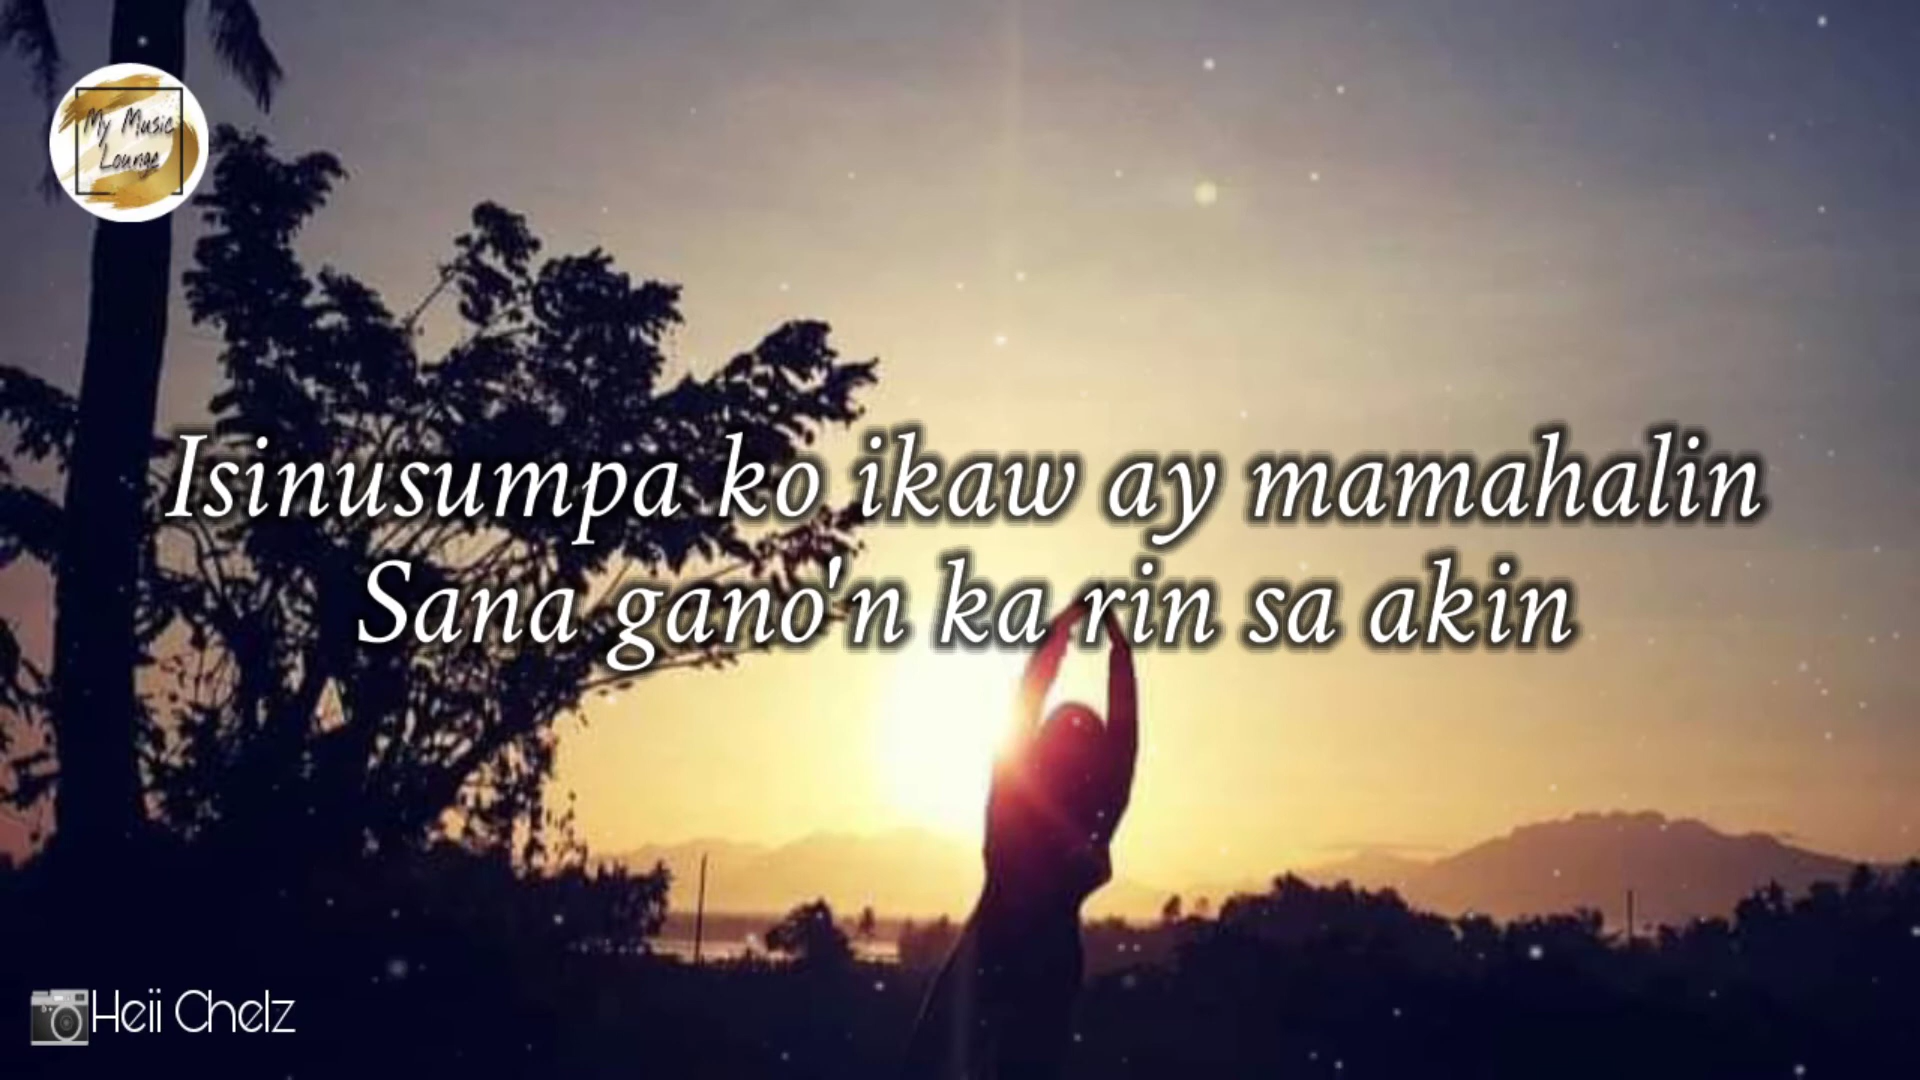 My Music
Lounge
Isinusumpa ko ikaw ay mamahalin
Sana gano'n ka rin sa akin
Heii Chelz